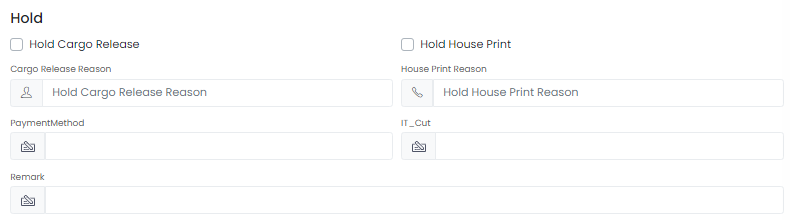 Hold
Hold Cargo Release
Hold House Print
Cargo Release Reason
House Print Reason
Hold Cargo Release Reason
Hold House Print Reason
PaymentMethod
IT_Cut
Remark